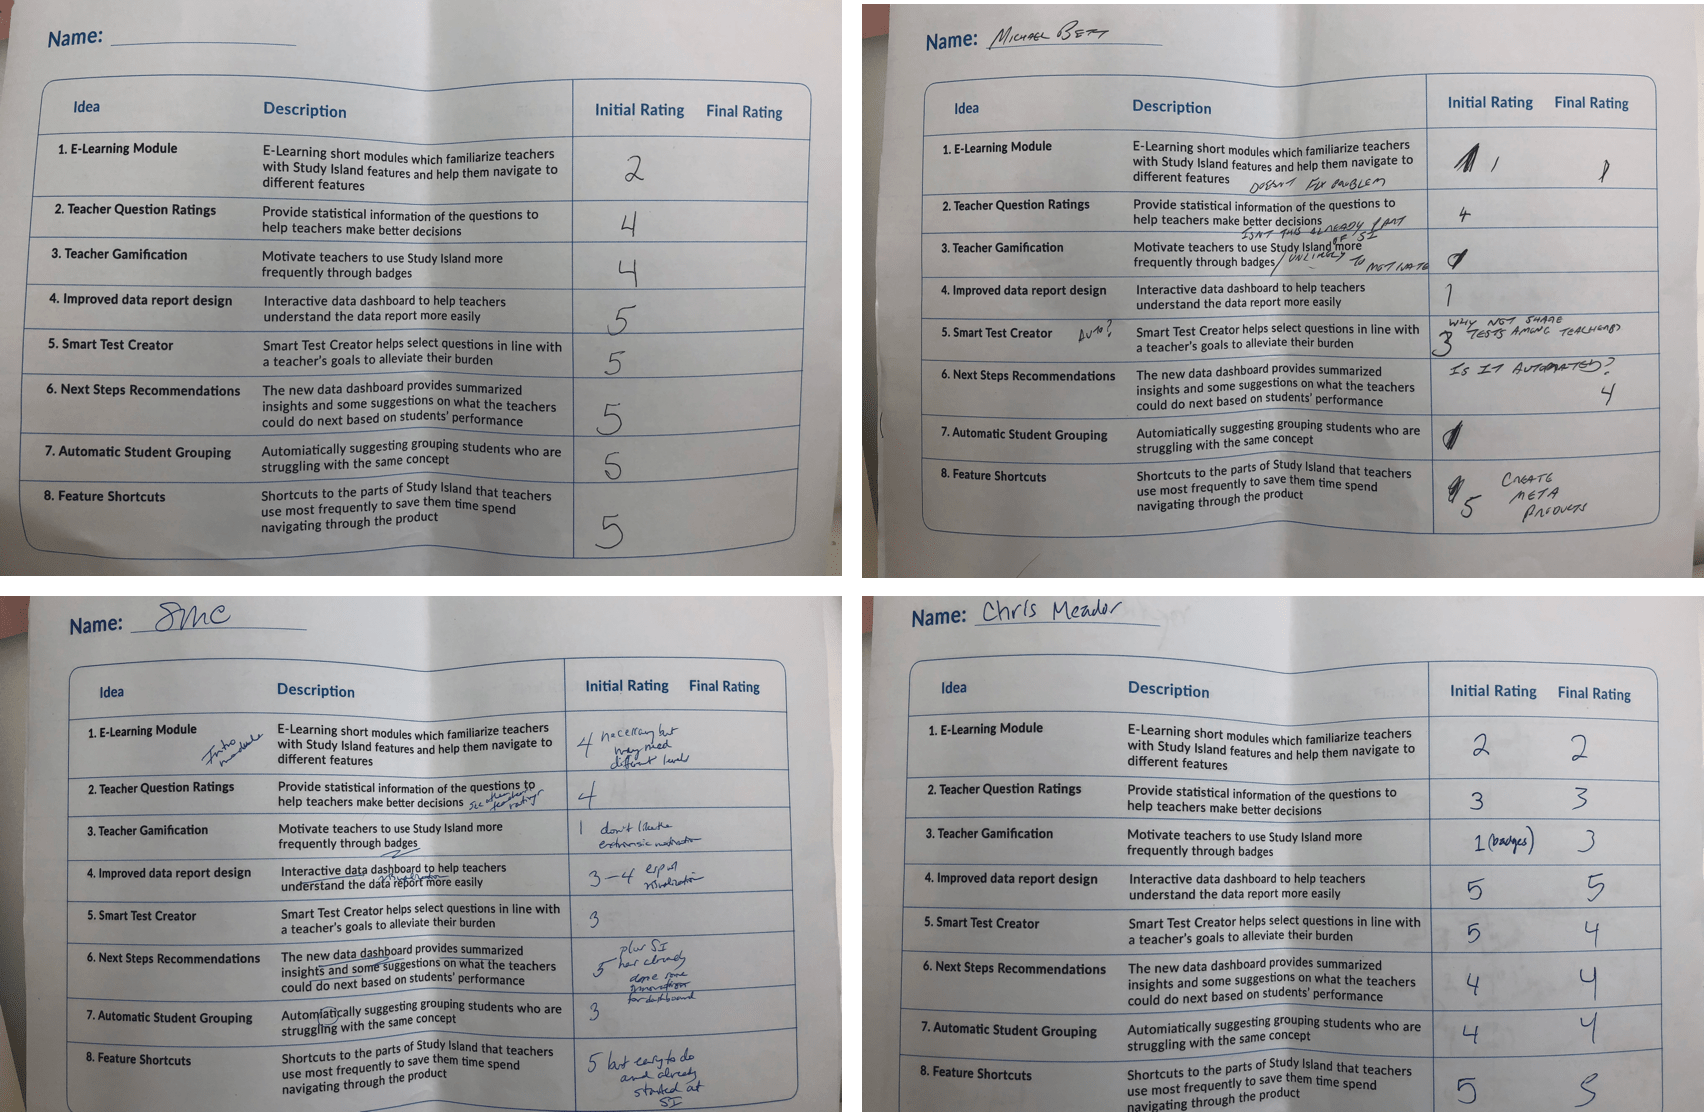 Name:
Idea Description Initial Rating Final Rating
1. E-Learning Module E-Learning short modules which familiarize teachers
with Study Island features and help them navigate to
different features
2
2. Teacher Question Ratings Provide statistical information of the questions to
help teachers make better decisions
4
3. Teacher Gamification Motivate teachers to use Study Island more
frequently through badges
4
4. Improved data report design Interactive data dashboard to help teachers
understand the data report more easily
5
5. Smart Test Creator Smart Test Creator helps select questions in line with
a teacher's goals to alleviate their burden
5
6. Next Steps Recommendations The new data dashboard provides summarized
insights and some suggestions on what the teachers
could do next based on students' performance
5
7. Automatic Student Grouping Automiatically suggesting grouping students who are
struggling with the same concept
5
8. Feature Shortcuts Shortcuts to the parts of Study Island that teachers
use most frequently to save them time spend
navigating through the product
5
Name: MICHAEL BETT
Idea Description Initial Rating Final Rating
1. E-Learning Module E-Learning short modules which familiarize teachers
with Study Island features and help them navigate to
different features
DOESN'T FIX PROBLEM
1 1
2. Teacher Question Ratings Provide statistical information of the questions to
help teachers make better decisions
ISN'T THIS ALREADY PART
OF SI
4
3. Teacher Gamification Motivate teachers to use Study Island more
frequently through badges
UNLIKELY TO MOTIVATE
4. Improved data report design Interactive data dashboard to help teachers
understand the data report more easily
1
5. Smart Test Creator AUTO? Smart Test Creator helps select questions in line with
a teacher's goals to alleviate their burden
WHY NOT SHARE
TESTS AMONG TEACHERS
3
6. Next Steps Recommendations The new data dashboard provides summarized
insights and some suggestions on what the teachers
could do next based on students' performance
IS IT AUTOMATED?
4
7. Automatic Student Grouping Automiatically suggesting grouping students who are
struggling with the same concept
8. Feature Shortcuts Shortcuts to the parts of Study Island that teachers
use most frequently to save them time spend
navigating through the product
5 CREATE
META
PRODUCTS
Name: SMC
Idea Description Initial Rating Final Rating
1. E-Learning Module E-Learning short modules which familiarize teachers
with Study Island features and help them navigate to
different features
Intro
module
4 necessary but
may need
different levels
2. Teacher Question Ratings Provide statistical information of the questions to
help teachers make better decisions
see other
teacher
ratings
4
3. Teacher Gamification Motivate teachers to use Study Island more
frequently through badges
1 don't like the
extrinsic motivation
4. Improved data report design Interactive data dashboard to help teachers
understand the data report more easily
visualization
3-4
visualization
5. Smart Test Creator Smart Test Creator helps select questions in line with
a teacher's goals to alleviate their burden
3
6. Next Steps Recommendations The new data dashboard provides summarized
insights and some suggestions on what the teachers
could do next based on students' performance
5 plus SI
has already
done some
for dashboard
7. Automatic Student Grouping Automiatically suggesting grouping students who are
struggling with the same concept
3
8. Feature Shortcuts Shortcuts to the parts of Study Island that teachers
use most frequently to save them time spend
navigating through the product
5 but easy to do
and already
started at
SI
Name: Chris Meador
Idea Description Initial Rating Final Rating
1. E-Learning Module E-Learning short modules which familiarize teachers
with Study Island features and help them navigate to
different features
2 2
2. Teacher Question Ratings Provide statistical information of the questions to
help teachers make better decisions
3 3
3. Teacher Gamification Motivate teachers to use Study Island more
frequently through badges
1 (badges) 3
4. Improved data report design Interactive data dashboard to help teachers
understand the data report more easily
5 5
5. Smart Test Creator Smart Test Creator helps select questions in line with
a teacher's goals to alleviate their burden
5 4
6. Next Steps Recommendations The new data dashboard provides summarized
insights and some suggestions on what the teachers
could do next based on students' performance
4 4
7. Automatic Student Grouping Automiatically suggesting grouping students who are
struggling with the same concept
4 4
8. Feature Shortcuts Shortcuts to the parts of Study Island that teachers
use most frequently to save them time spend
navigating through the product
5 5